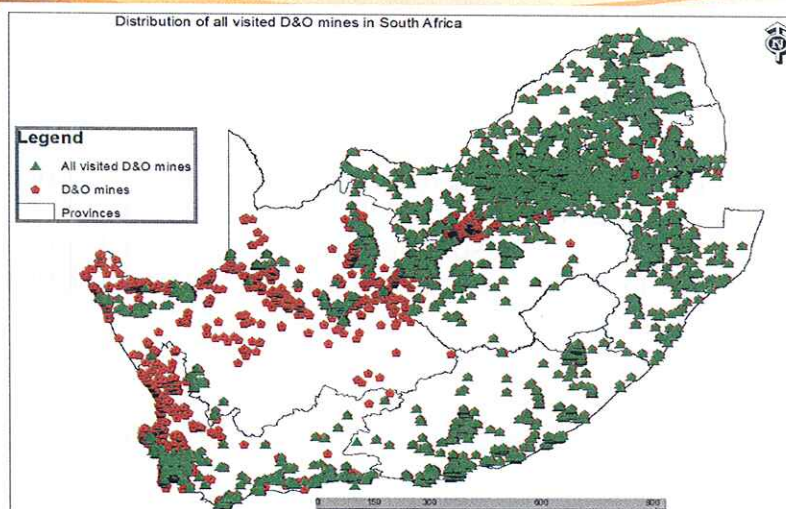 Distribution of all visited D&O mines in South Africa
N
Legend
All visited D&O mines
D&O mines
Provinces
0 150 300 600 900